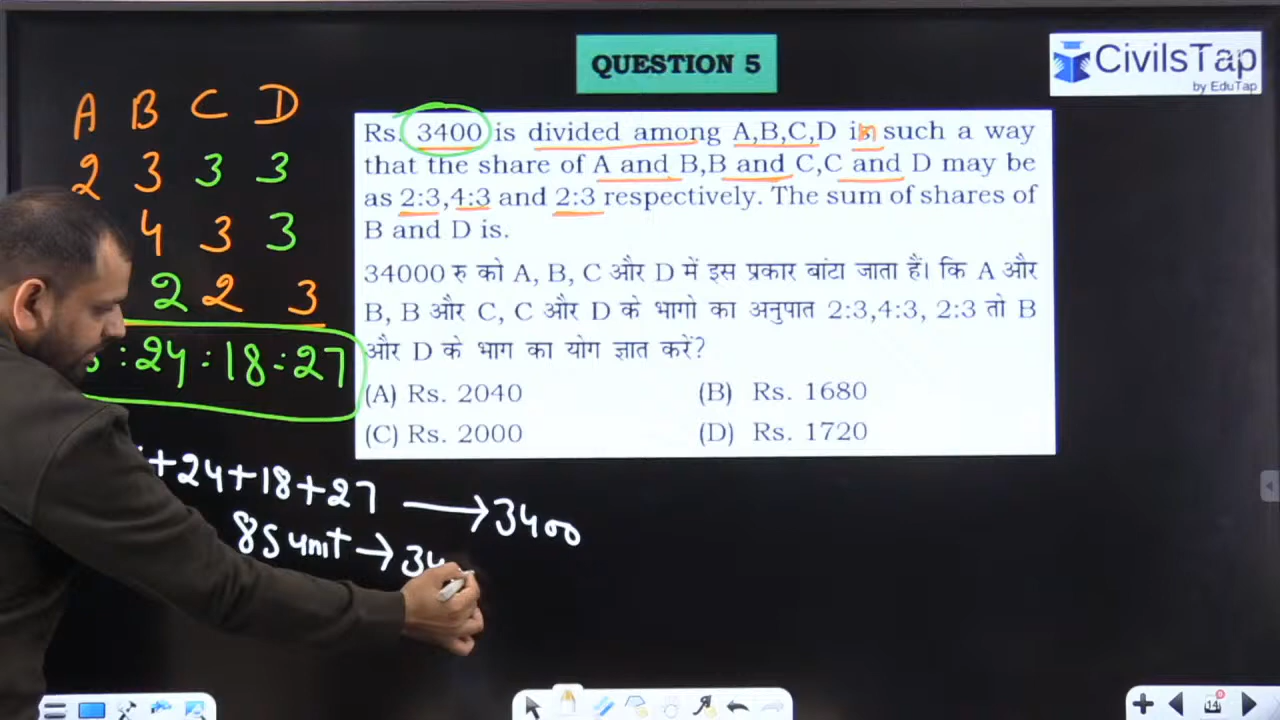 QUESTION 5
CivilsTap
by EduTap
A B C D
2 3 3 3
4 3 3
2 2 3
: 24 : 18 : 27
Rs. 3400 is divided among A,B,C,D in such a way
that the share of A and B,B and C,C and D may be
as 2:3,4:3 and 2:3 respectively. The sum of shares of
B and D is.
34000 रु को A, B, C और D में इस प्रकार बांटा जाता हैं। कि A और
B, B और C, C और D के भागो का अनुपात 2:3,4:3, 2:3 तो B
और D के भाग का योग ज्ञात करें?
(A) Rs. 2040 (B) Rs. 1680
(C) Rs. 2000 (D) Rs. 1720
+24+18+27 → 3400
85 unit → 34
14